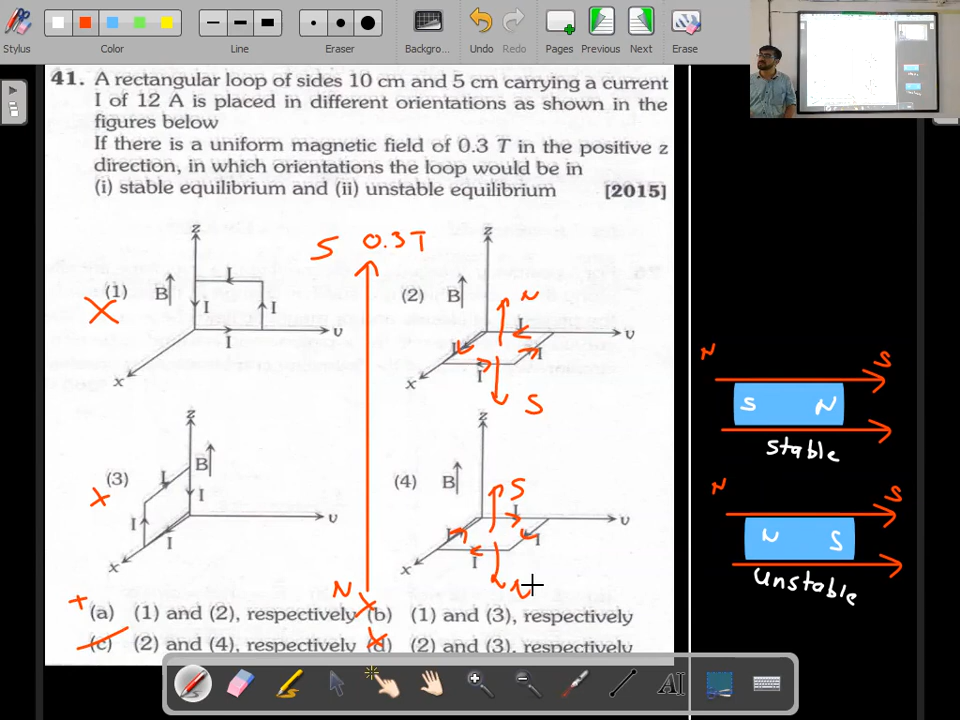 Stylus
Color
Line
Eraser
Backgro...
Undo
Redo
Pages
Previous
Next
Erase
41. A rectangular loop of sides 10 cm and 5 cm carrying a current
I of 12 A is placed in different orientations as shown in the
figures below
If there is a uniform magnetic field of 0.3 T in the positive z
direction, in which orientations the loop would be in
(i) stable equilibrium and (ii) unstable equilibrium [2015]
S 0.3T
(1) z B I I I I υ x
(2) z B N I I I υ x S
(3) z B I I I I υ x
(4) z B S I I I υ x N
N
(a) (1) and (2), respectively (b) (1) and (3), respectively
(c) (2) and (4), respectively (d) (2) and (3), respectively
N S
S N
stable
N S
N S
unstable